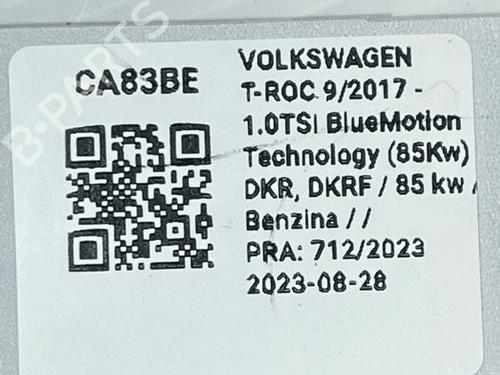 CA83BE
VOLKSWAGEN
T-ROC 9/2017 -
1.0TSI BlueMotion
Technology (85Kw)
DKR, DKRF / 85 kw /
Benzina / /
PRA: 712/2023
2023-08-28
B-PARTS